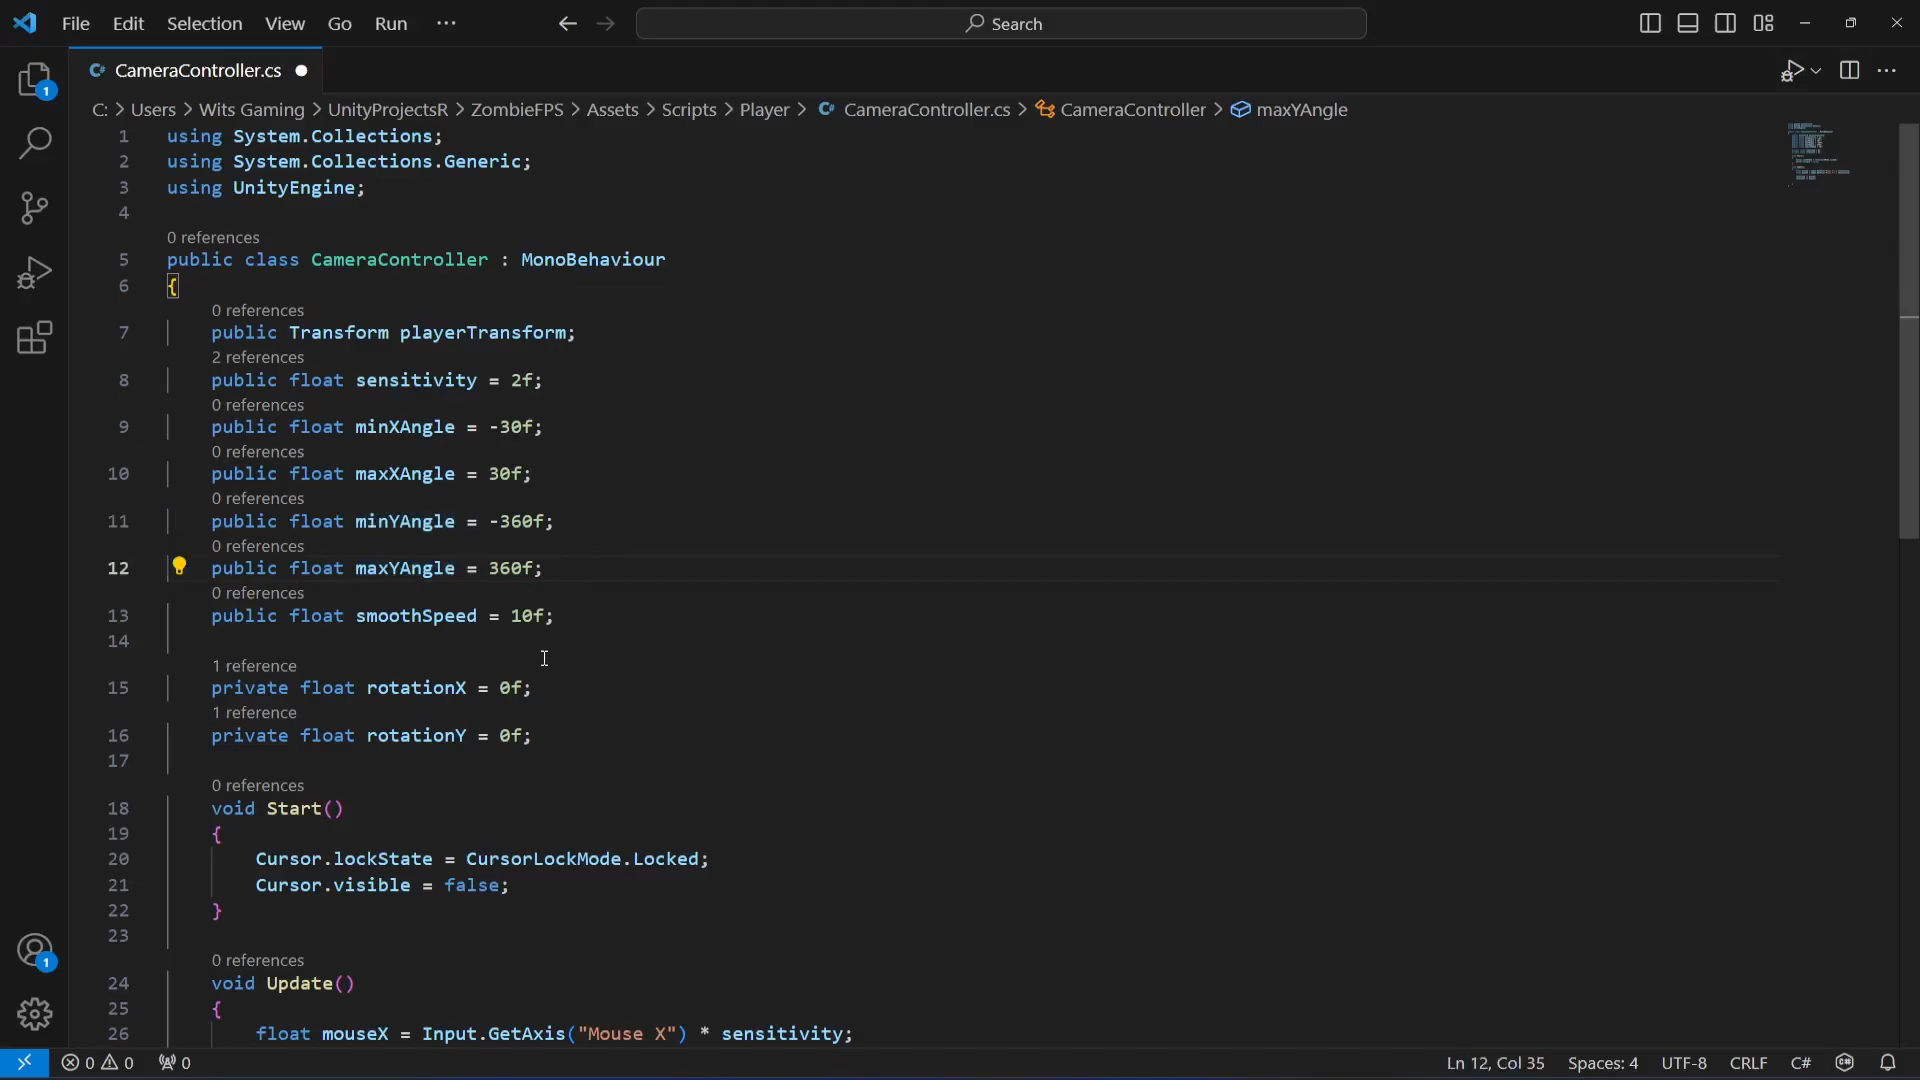 File Edit Selection View Go Run ··· Search
CameraController.cs
C: > Users > Wits Gaming > UnityProjectsR > ZombieFPS > Assets > Scripts > Player > CameraController.cs > CameraController > maxYAngle
1 using System.Collections;
2 using System.Collections.Generic;
3 using UnityEngine;
4
0 references
5 public class CameraController : MonoBehaviour
6 {
0 references
7 public Transform playerTransform;
2 references
8 public float sensitivity = 2f;
0 references
9 public float minXAngle = -30f;
0 references
10 public float maxXAngle = 30f;
0 references
11 public float minYAngle = -360f;
0 references
12 public float maxYAngle = 360f;
0 references
13 public float smoothSpeed = 10f;
14
1 reference
15 private float rotationX = 0f;
1 reference
16 private float rotationY = 0f;
17
0 references
18 void Start()
19 {
20 Cursor.lockState = CursorLockMode.Locked;
21 Cursor.visible = false;
22 }
23
0 references
24 void Update()
25 {
26 float mouseX = Input.GetAxis("Mouse X") * sensitivity;
1
1
0 0 0 Ln 12, Col 35 Spaces: 4 UTF-8 CRLF C#